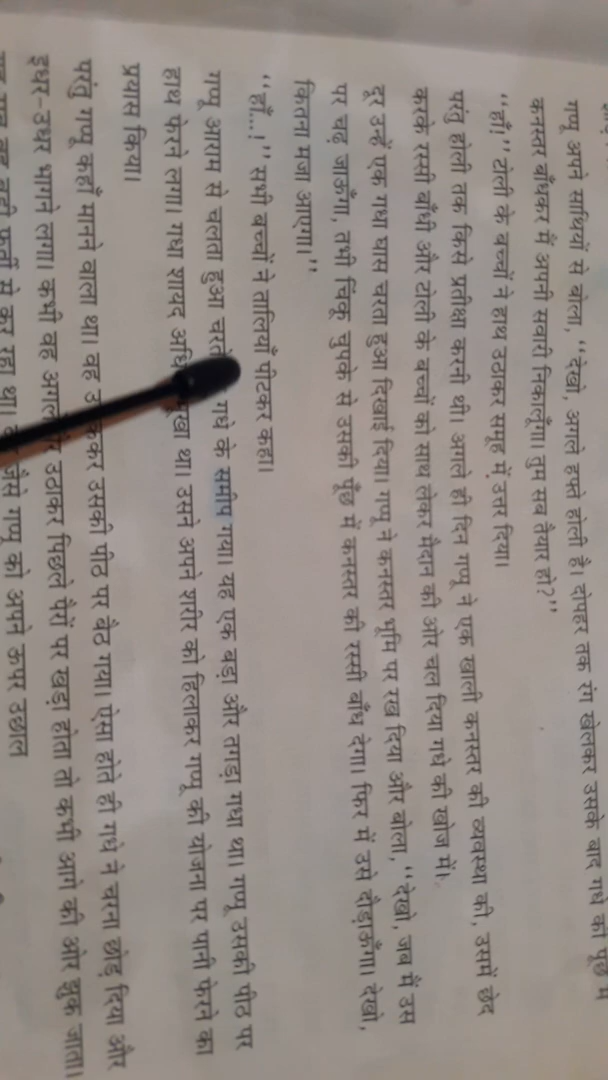 गप्पू अपने साथियों से बोला, “देखो, अगले हफ्ते होली है। दोपहर तक रंग खेलकर उसके बाद गधे की पूँछ में
कनस्तर बाँधकर मैं अपनी सवारी निकालूँगा। तुम सब तैयार हो?”
“हाँ!” टोली के बच्चों ने हाथ उठाकर समूह में उत्तर दिया।
परंतु होली तक किसे प्रतीक्षा करनी थी। अगले ही दिन गप्पू ने एक खाली कनस्तर की व्यवस्था की, उसमें छेद
करके रस्सी बाँधी और टोली के बच्चों को साथ लेकर मैदान की ओर चल दिया गधे की खोज में।
दूर उन्हें एक गधा घास चरता हुआ दिखाई दिया। गप्पू ने कनस्तर भूमि पर रख दिया और बोला, “देखो, जब मैं उस
पर चढ़ जाऊँगा, तभी चिंकू चुपके से उसकी पूँछ में कनस्तर की रस्सी बाँध देगा। फिर मैं उसे दौड़ाऊँगा। देखो,
कितना मजा आएगा।”
“हाँ...!” सभी बच्चों ने तालियाँ पीटकर कहा।
गप्पू आराम से चलता हुआ चरते गधे के समीप गया। यह एक बड़ा और तगड़ा गधा था। गप्पू उसकी पीठ पर
हाथ फेरने लगा। गधा शायद भूखा था। उसने अपने शरीर को हिलाकर गप्पू की योजना पर पानी फेरने का
प्रयास किया।
परंतु गप्पू कहाँ मानने वाला था। वह उसकी पीठ पर बैठ गया। ऐसा होते ही गधे ने चरना छोड़ दिया और
इधर-उधर भागने लगा। कभी वह अगले उठाकर पिछले पैरों पर खड़ा होता तो कभी आगे की ओर झुक जाता।
से कर रहा था। जैसे गप्पू को अपने ऊपर उछाल